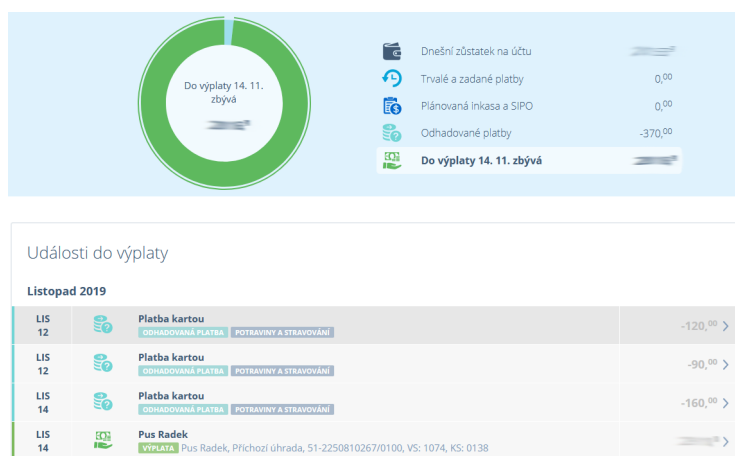 Do výplaty 14. 11.
zbývá
Dnešní zůstatek na účtu
Trvalé a zadané platby 0,00
Plánovaná inkasa a SIPO 0,00
Odhadované platby -370,00
Do výplaty 14. 11. zbývá
Události do výplaty
Listopad 2019
LIS 12 Platba kartou -120,00
ODHADOVANÁ PLATBA POTRAVINY A STRAVOVÁNÍ
LIS 12 Platba kartou -90,00
ODHADOVANÁ PLATBA POTRAVINY A STRAVOVÁNÍ
LIS 14 Platba kartou -160,00
ODHADOVANÁ PLATBA POTRAVINY A STRAVOVÁNÍ
LIS 14 Pus Radek
VÝPLATA Pus Radek, Příchozí úhrada, 51-2250810267/0100, VS: 1074, KS: 0138